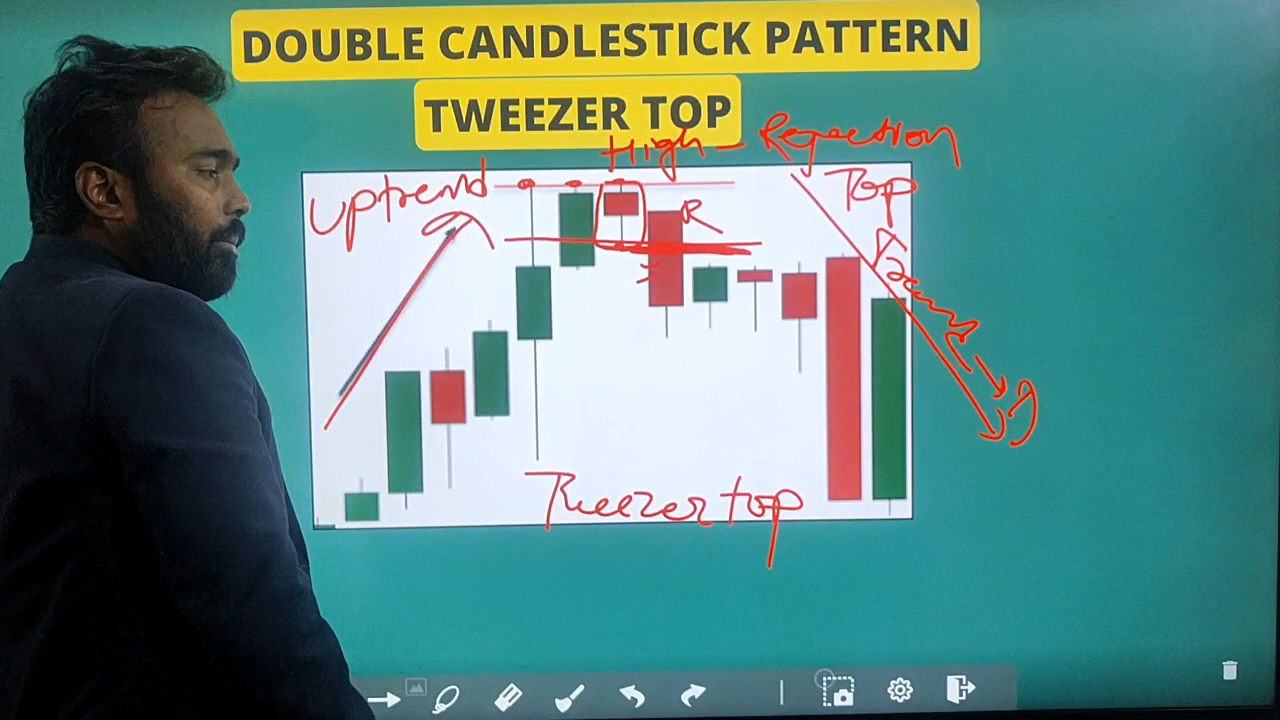 DOUBLE CANDLESTICK PATTERN
TWEEZER TOP
High - Rejection
Uptrend
Top
R
Tweezer top